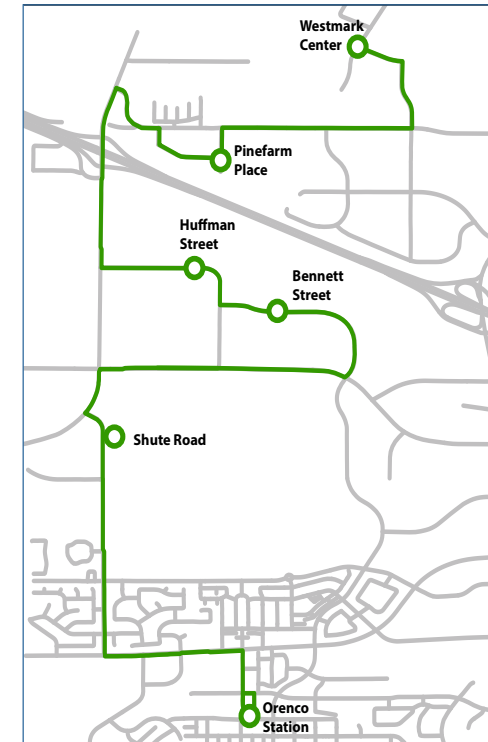 Westmark
Center
Pinefarm
Place
Huffman
Street
Bennett
Street
Shute Road
Orenco
Station